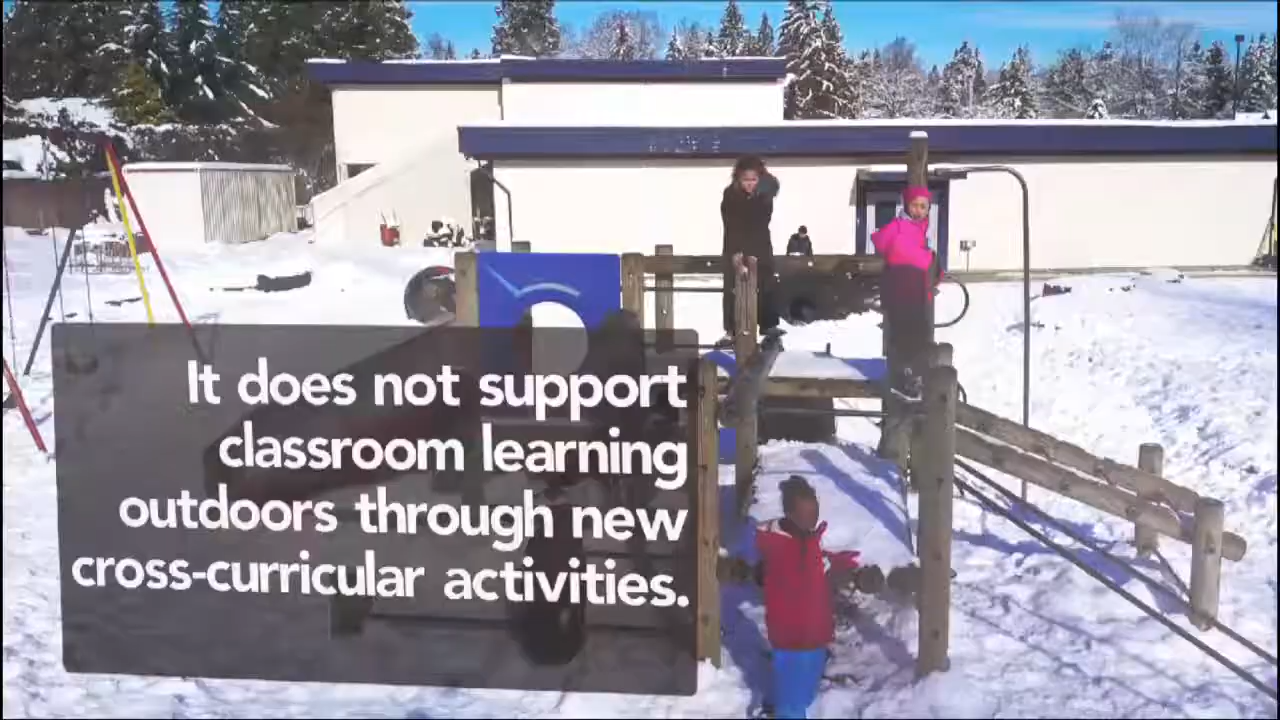 It does not support
classroom learning
outdoors through new
cross-curricular activities.